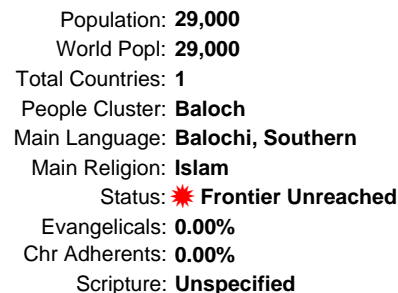 Population: 29,000
World Popl: 29,000
Total Countries: 1
People Cluster: Baloch
Main Language: Balochi, Southern
Main Religion: Islam
Status: Frontier Unreached
Evangelicals: 0.00%
Chr Adherents: 0.00%
Scripture: Unspecified